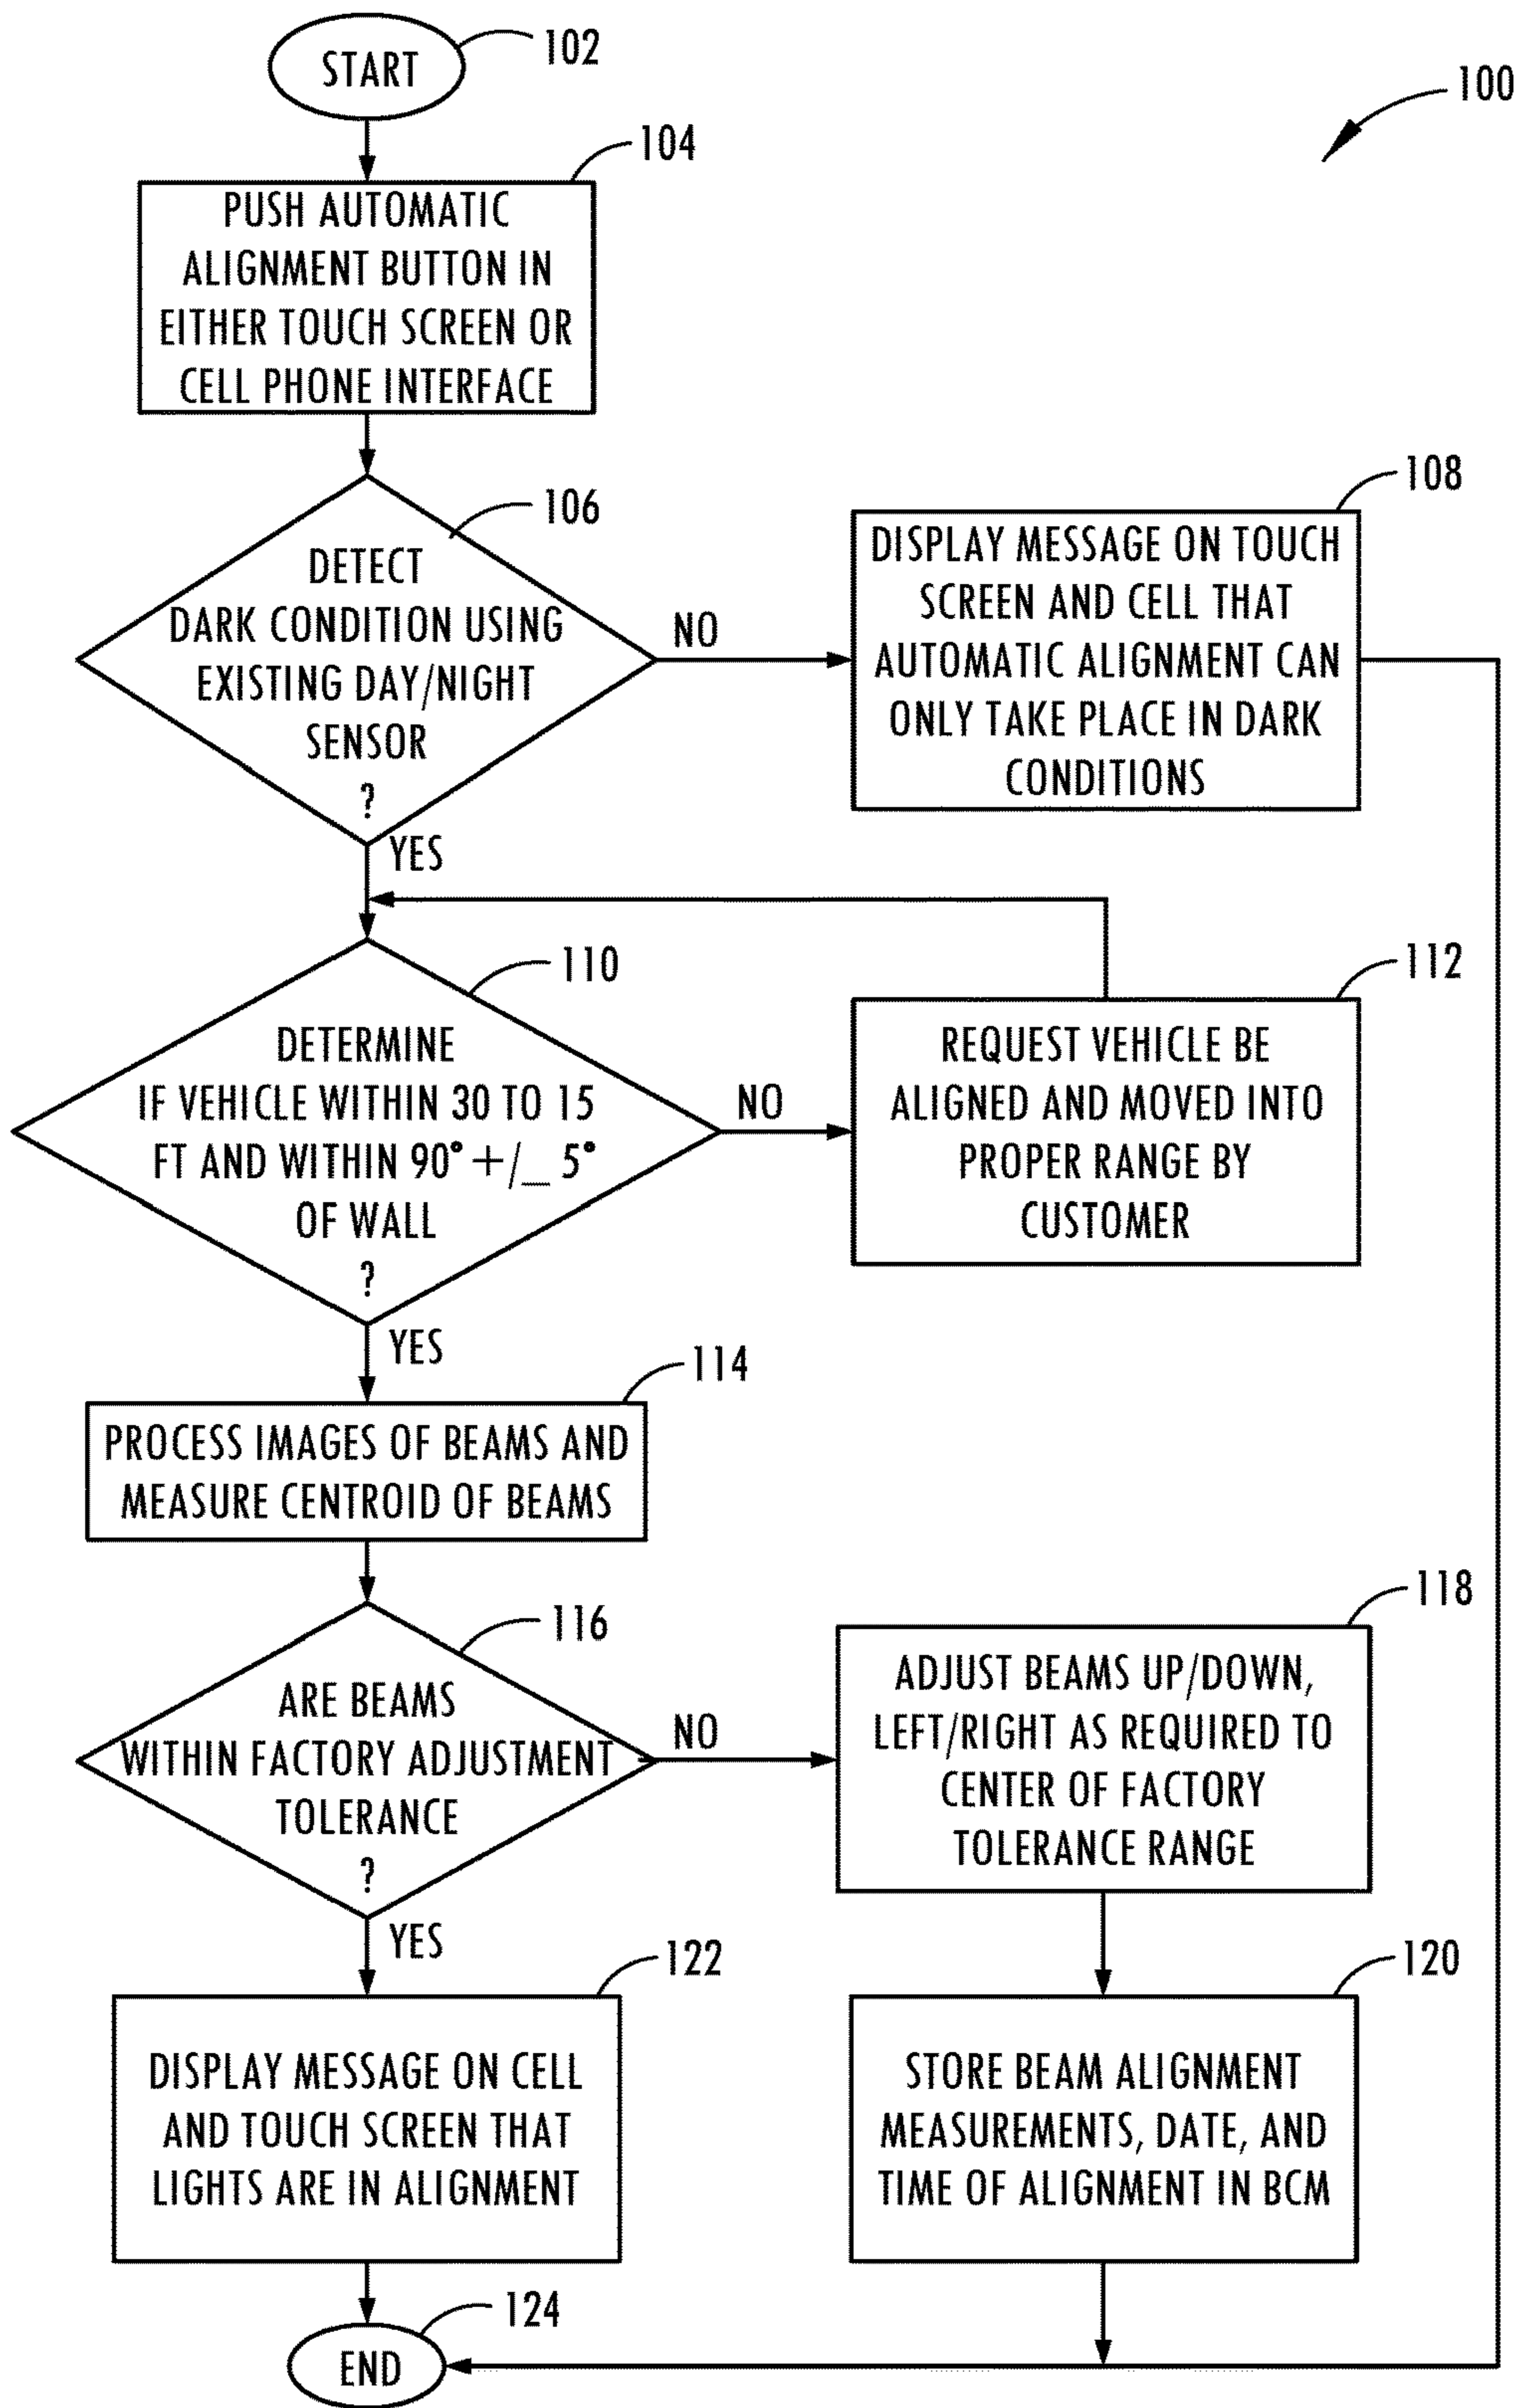 START
102
100
104
PUSH AUTOMATIC
ALIGNMENT BUTTON IN
EITHER TOUCH SCREEN OR
CELL PHONE INTERFACE
106
DETECT
DARK CONDITION USING
EXISTING DAY/NIGHT
SENSOR
?
NO
YES
108
DISPLAY MESSAGE ON TOUCH
SCREEN AND CELL THAT
AUTOMATIC ALIGNMENT CAN
ONLY TAKE PLACE IN DARK
CONDITIONS
110
DETERMINE
IF VEHICLE WITHIN 30 TO 15
FT AND WITHIN 90° +/_ 5°
OF WALL
?
NO
YES
112
REQUEST VEHICLE BE
ALIGNED AND MOVED INTO
PROPER RANGE BY
CUSTOMER
114
PROCESS IMAGES OF BEAMS AND
MEASURE CENTROID OF BEAMS
116
ARE BEAMS
WITHIN FACTORY ADJUSTMENT
TOLERANCE
?
NO
YES
118
ADJUST BEAMS UP/DOWN,
LEFT/RIGHT AS REQUIRED TO
CENTER OF FACTORY
TOLERANCE RANGE
122
DISPLAY MESSAGE ON CELL
AND TOUCH SCREEN THAT
LIGHTS ARE IN ALIGNMENT
120
STORE BEAM ALIGNMENT
MEASUREMENTS, DATE, AND
TIME OF ALIGNMENT IN BCM
124
END